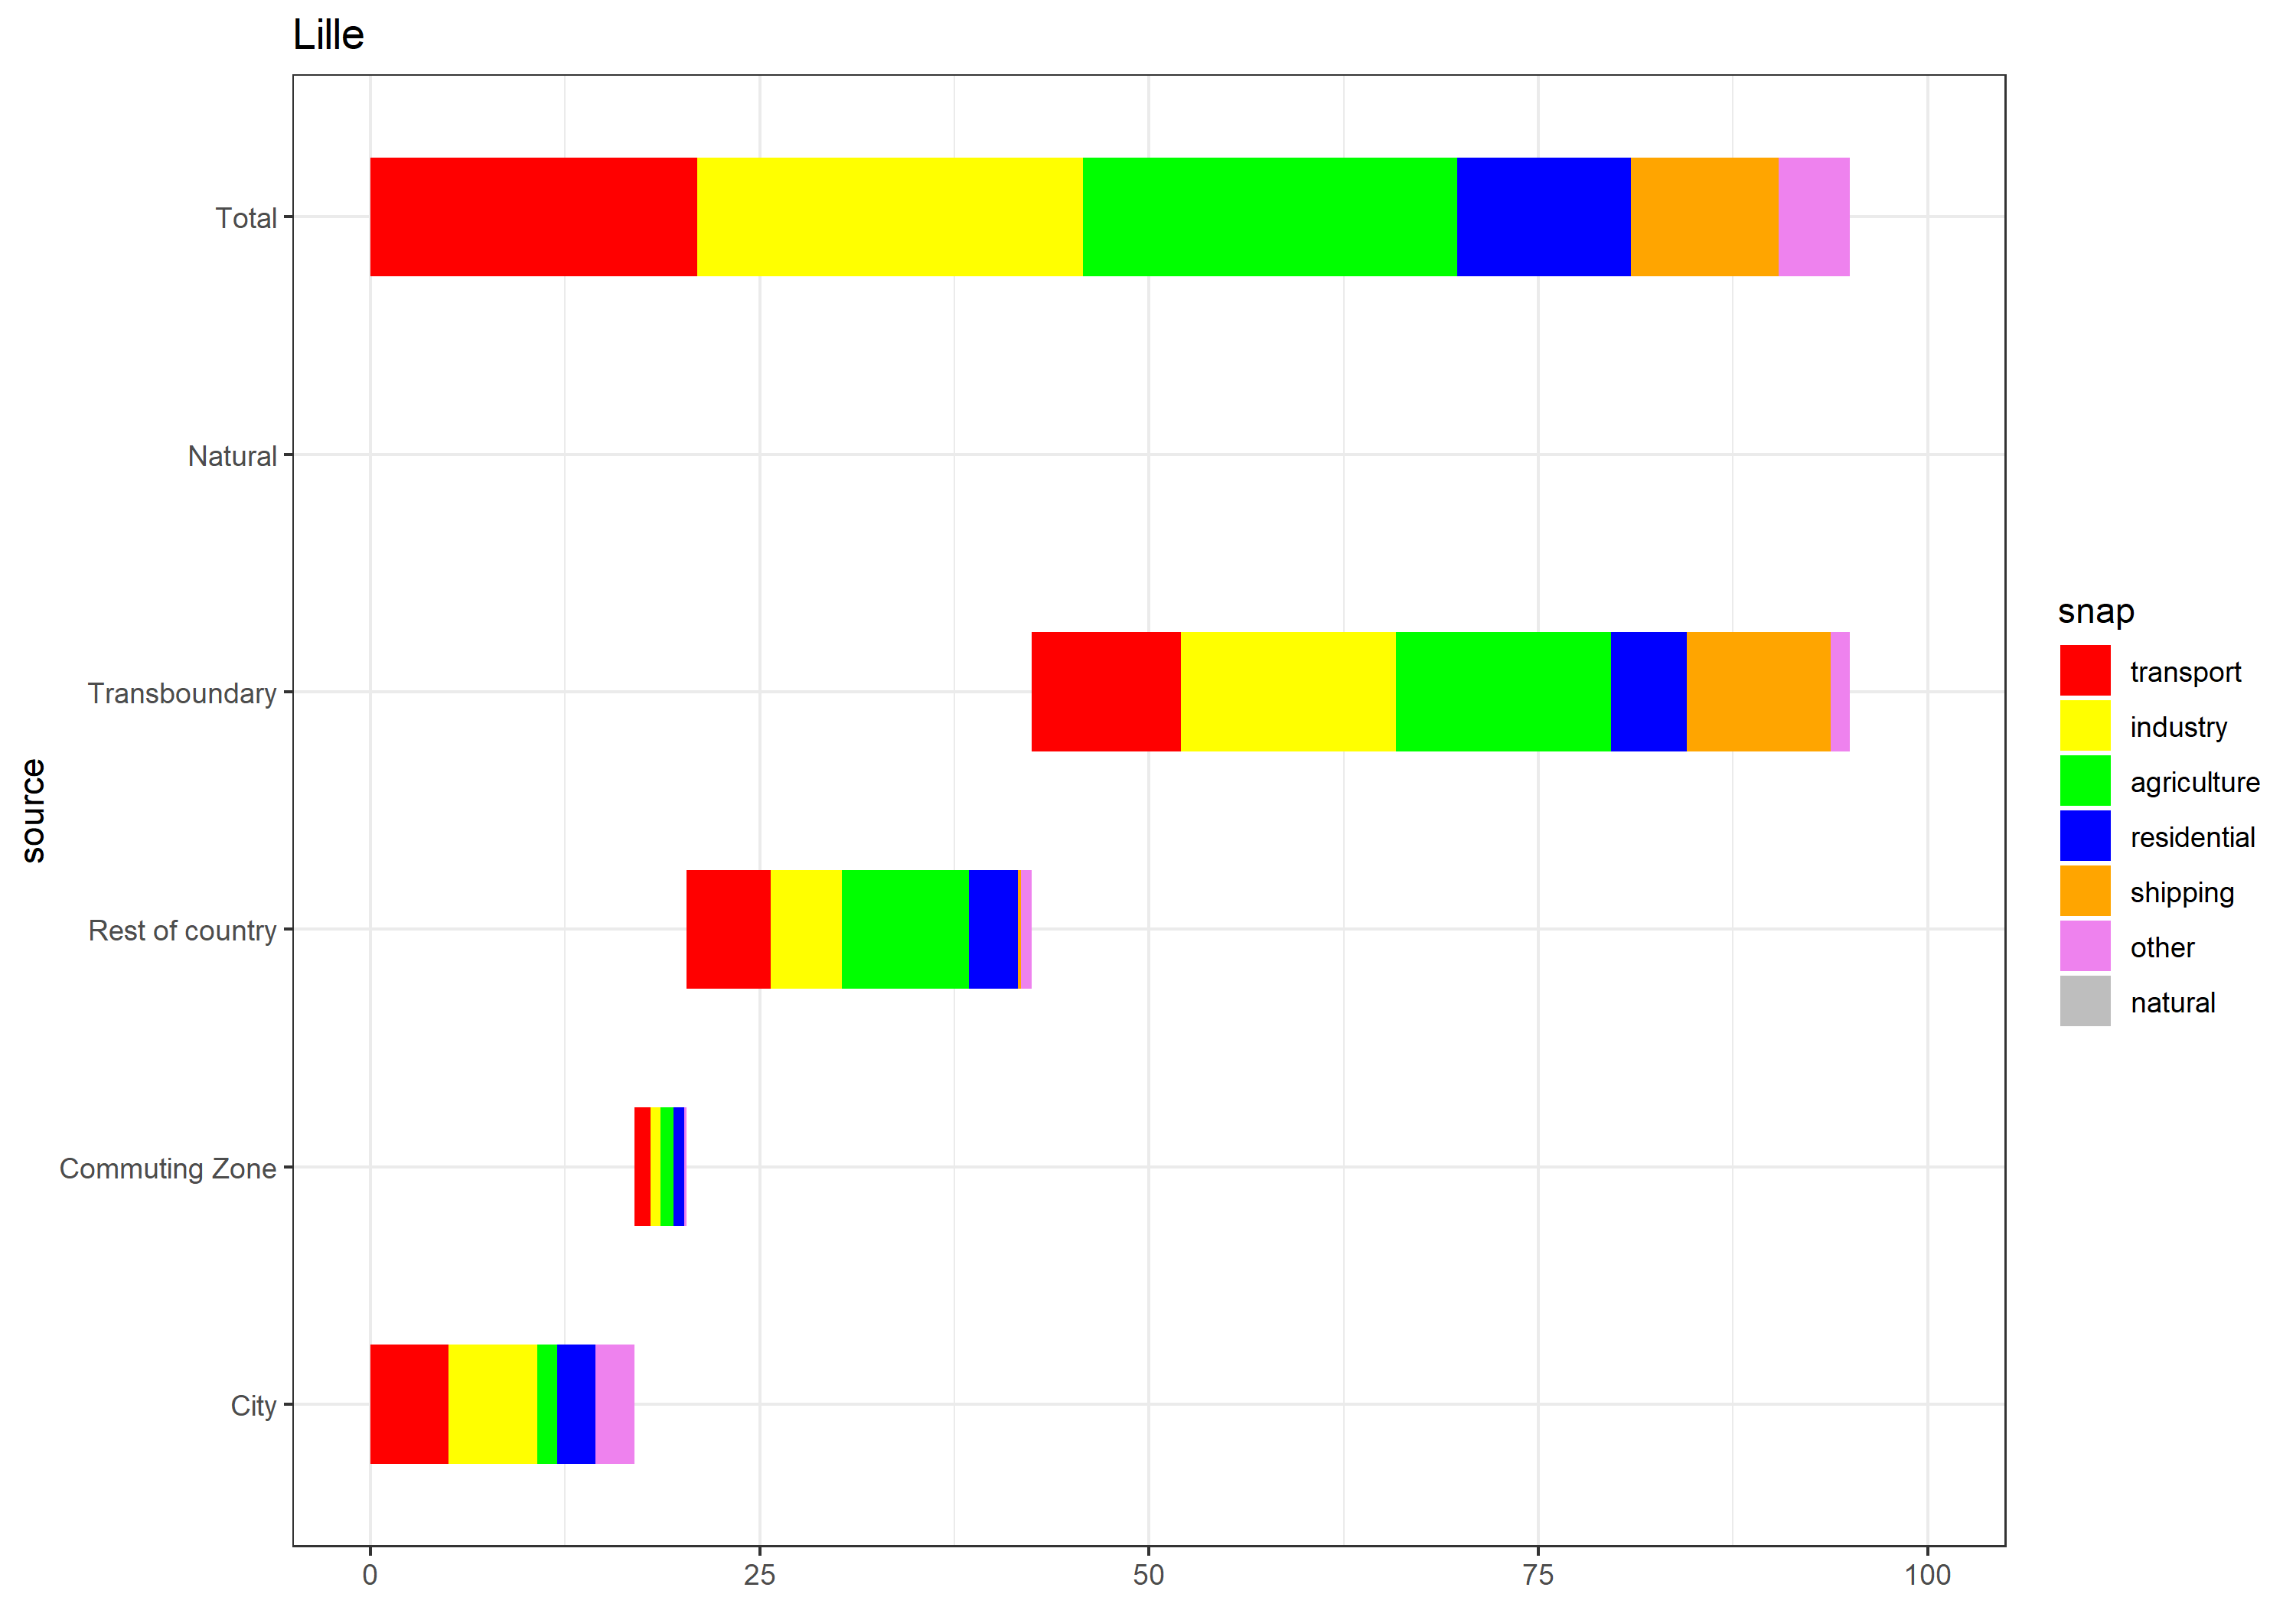 Lille
Total
Natural
Transboundary
Rest of country
Commuting Zone
City
source
0
25
50
75
100
snap
transport
industry
agriculture
residential
shipping
other
natural